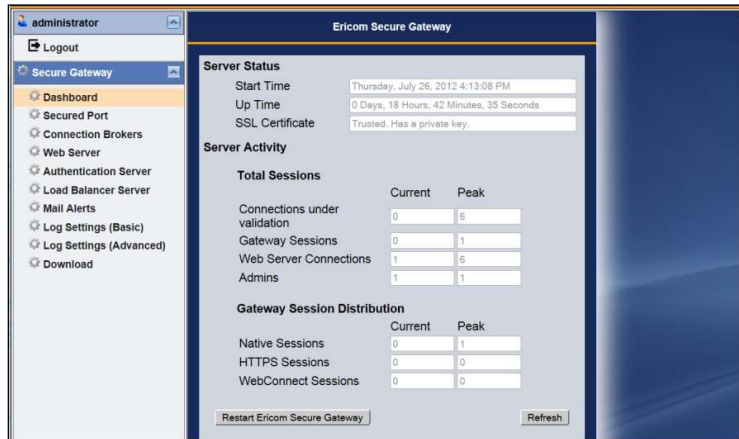 administrator
Logout
Secure Gateway
Dashboard
Secured Port
Connection Brokers
Web Server
Authentication Server
Load Balancer Server
Mail Alerts
Log Settings (Basic)
Log Settings (Advanced)
Download
Ericom Secure Gateway
Server Status
Start Time Thursday, July 26, 2012 4:13:08 PM
Up Time 0 Days, 18 Hours, 42 Minutes, 35 Seconds
SSL Certificate Trusted. Has a private key.
Server Activity
Total Sessions
Current Peak
Connections under validation 0 6
Gateway Sessions 0 1
Web Server Connections 1 6
Admins 1 1
Gateway Session Distribution
Current Peak
Native Sessions 0 1
HTTPS Sessions 0 0
WebConnect Sessions 0 0
Restart Ericom Secure Gateway Refresh